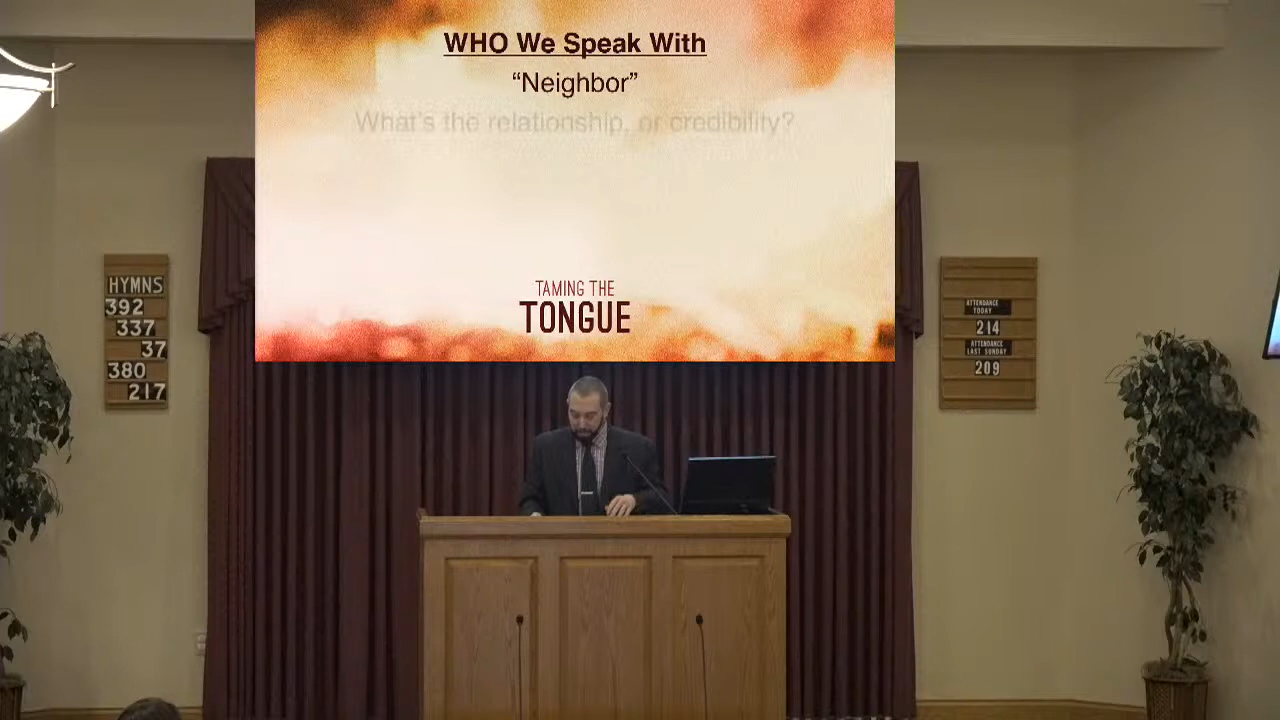 WHO We Speak With
“Neighbor”
What's the relationship, or credibility?
TAMING THE
TONGUE
HYMNS
392
337
37
380
217
ATTENDANCE
TODAY
214
ATTENDANCE
LAST SUNDAY
209